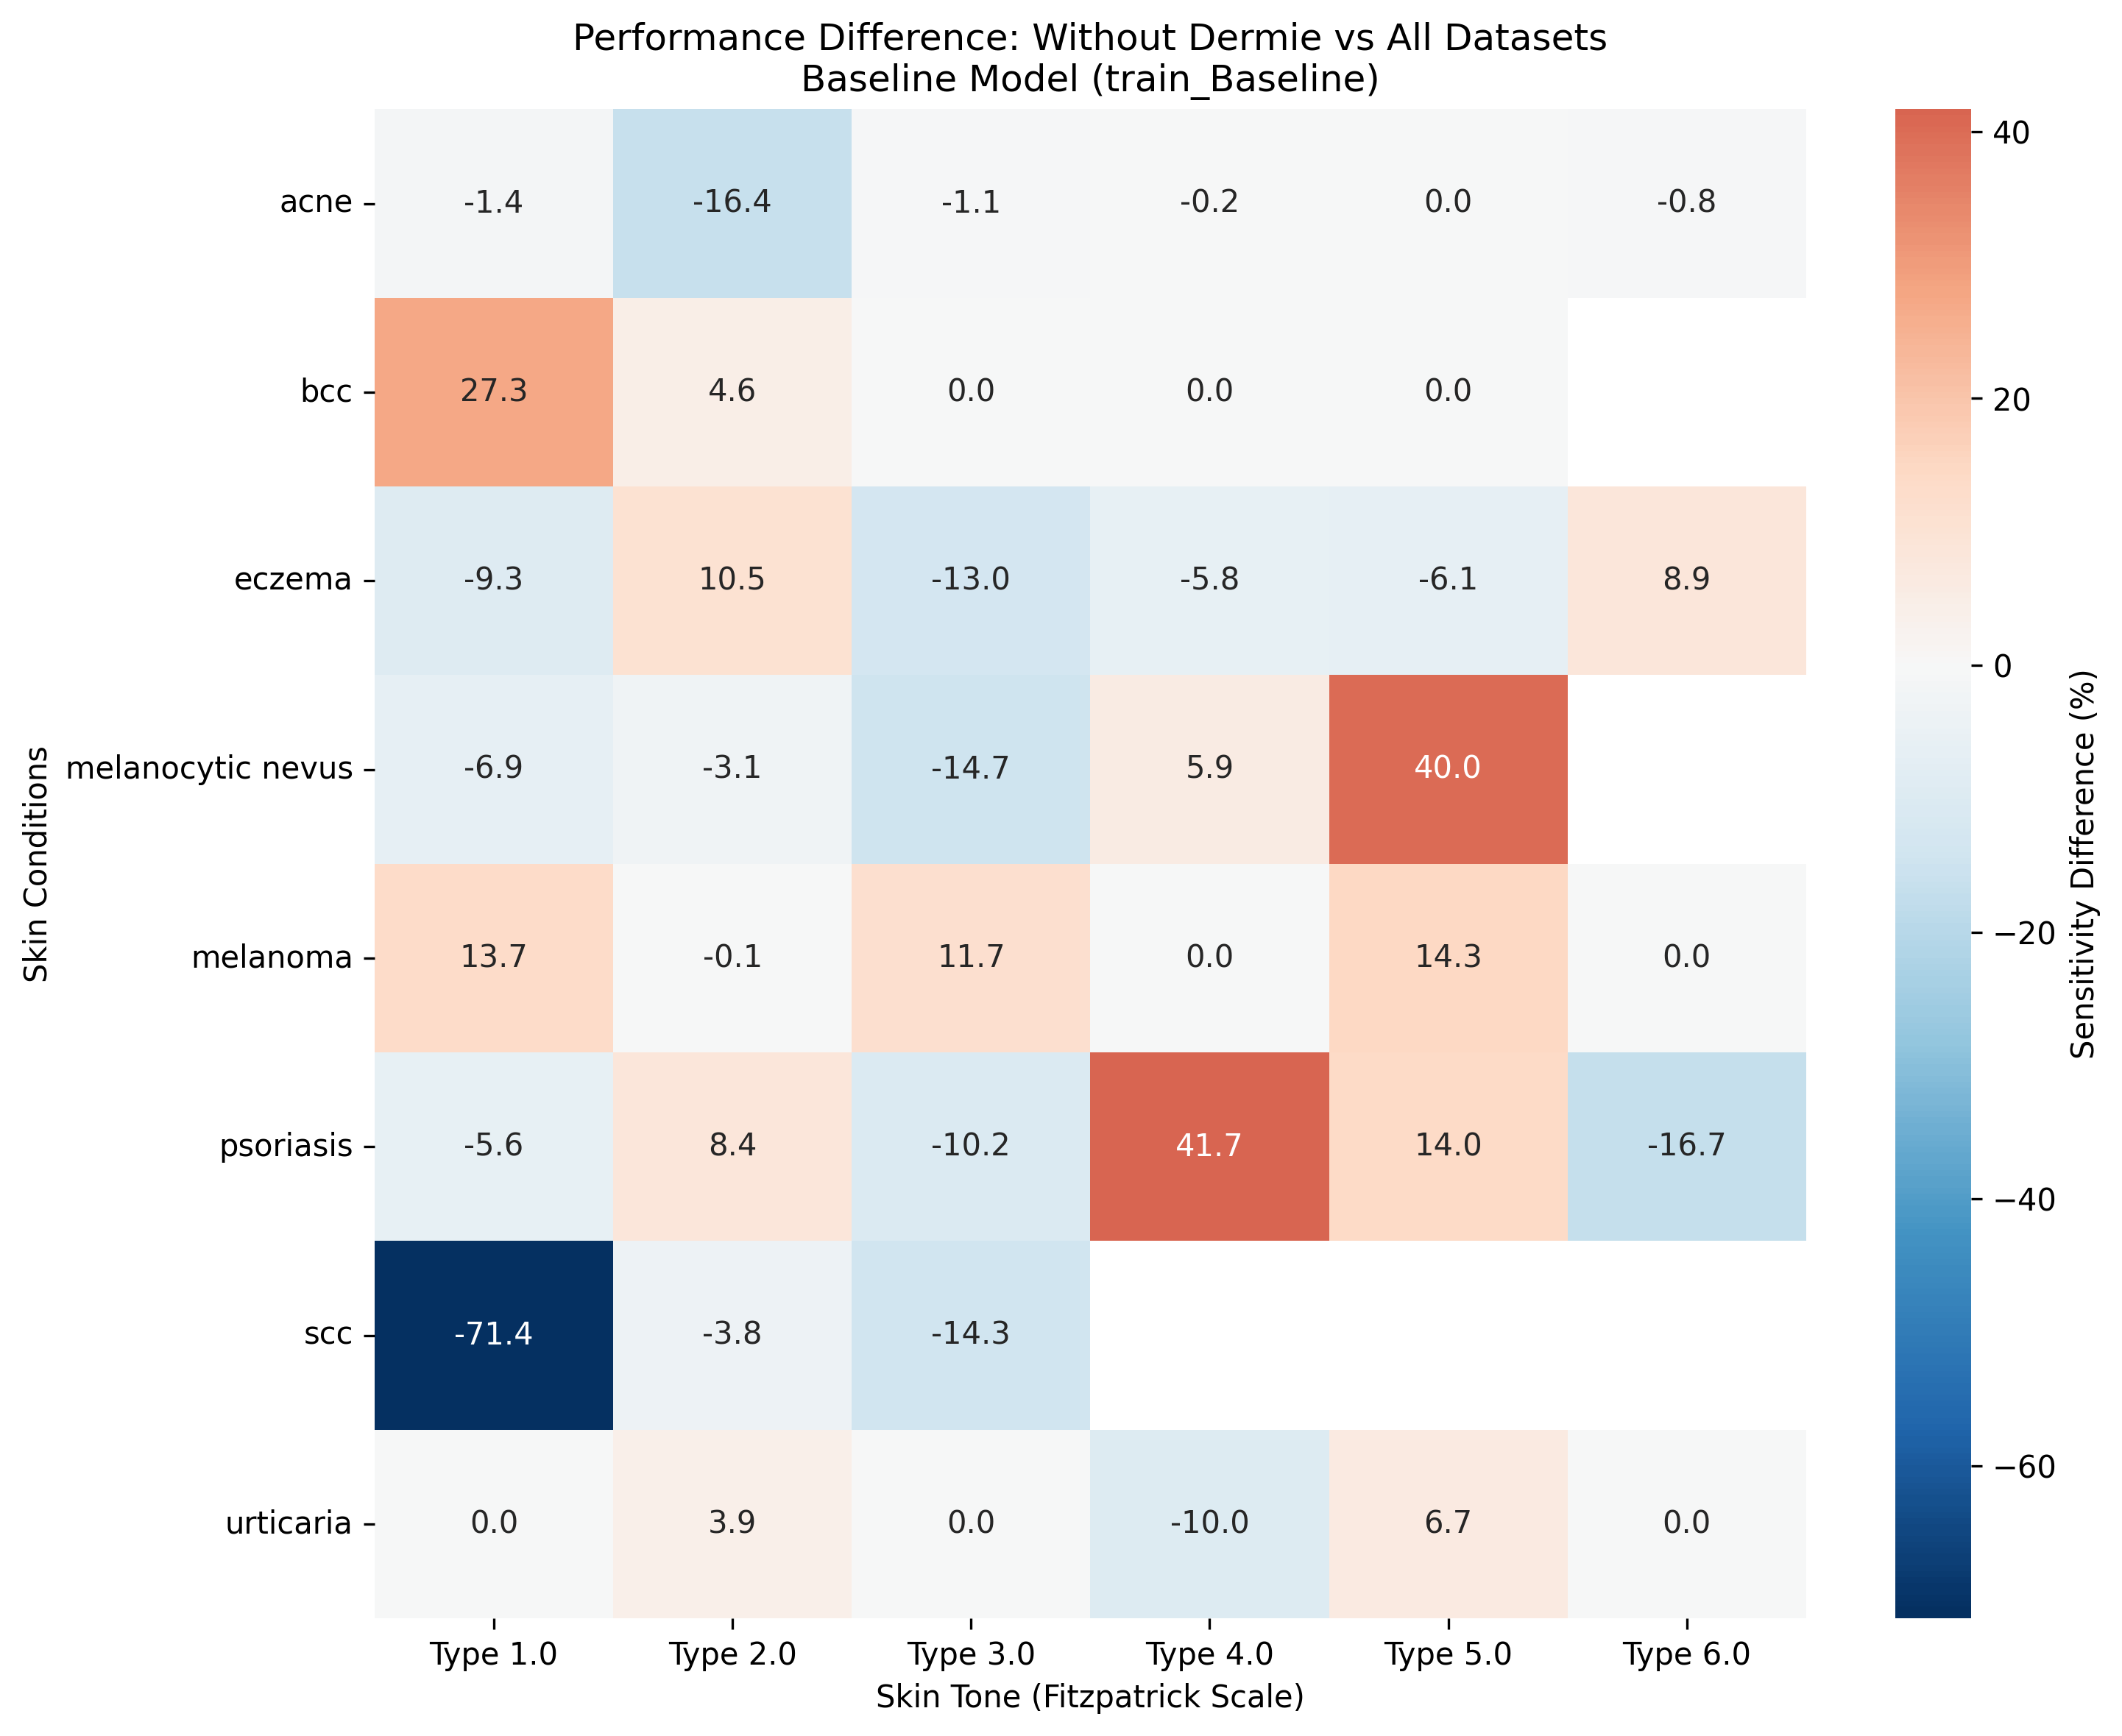 Performance Difference: Without Dermie vs All Datasets
Baseline Model (train_Baseline)
Skin Conditions
acne -1.4 -16.4 -1.1 -0.2 0.0 -0.8
bcc 27.3 4.6 0.0 0.0 0.0
eczema -9.3 10.5 -13.0 -5.8 -6.1 8.9
melanocytic nevus -6.9 -3.1 -14.7 5.9 40.0
melanoma 13.7 -0.1 11.7 0.0 14.3 0.0
psoriasis -5.6 8.4 -10.2 41.7 14.0 -16.7
scc -71.4 -3.8 -14.3
urticaria 0.0 3.9 0.0 -10.0 6.7 0.0
Type 1.0 Type 2.0 Type 3.0 Type 4.0 Type 5.0 Type 6.0
Skin Tone (Fitzpatrick Scale)
40
20
0
−20
−40
−60
Sensitivity Difference (%)